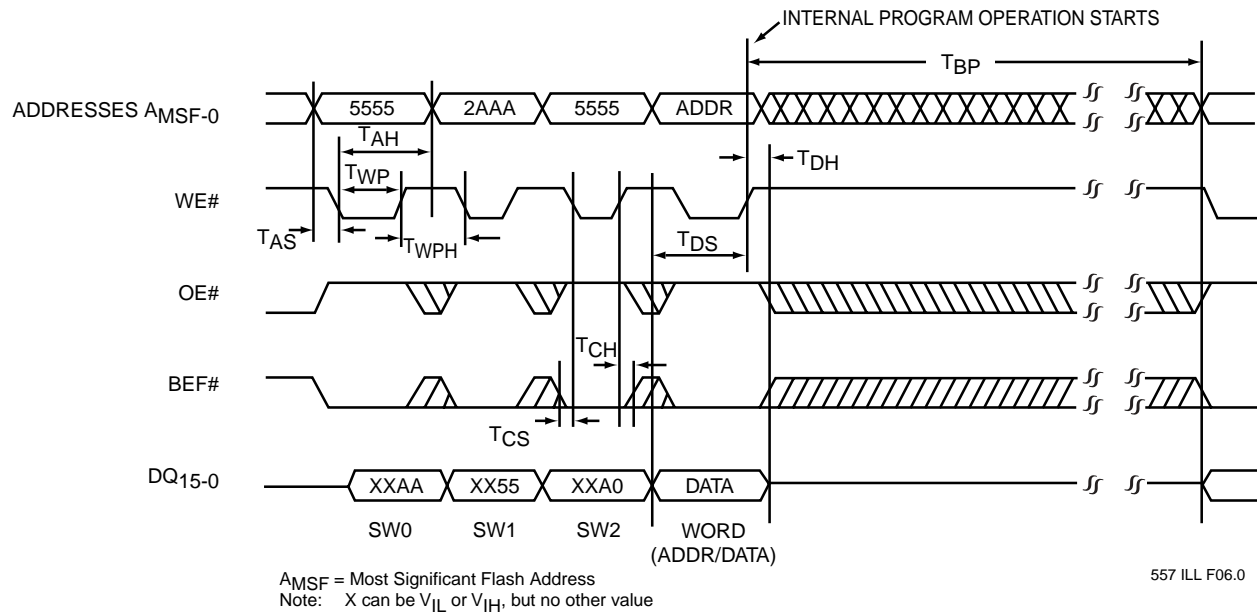 INTERNAL PROGRAM OPERATION STARTS
TBP
ADDRESSES AMSF-0
5555 2AAA 5555 ADDR
TAH
TDH
TWP
WE#
TAS
TWPH
TDS
OE#
TCH
BEF#
TCS
DQ15-0
XXAA XX55 XXA0 DATA
SW0 SW1 SW2 WORD
(ADDR/DATA)
AMSF = Most Significant Flash Address
Note: X can be VIL or VIH, but no other value
557 ILL F06.0